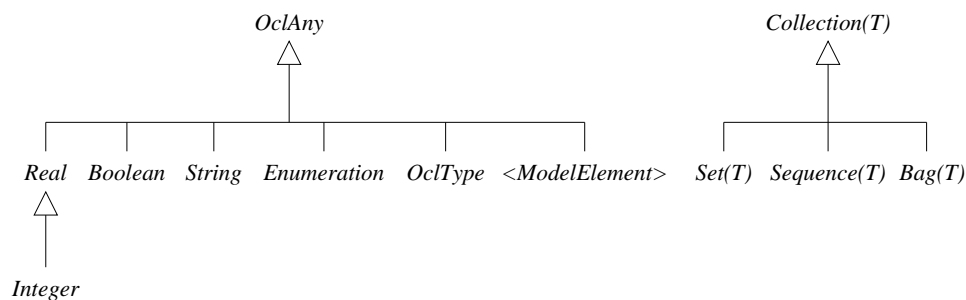 OclAny Collection(T)
Real Boolean String Enumeration OclType <ModelElement> Set(T) Sequence(T) Bag(T)
Integer